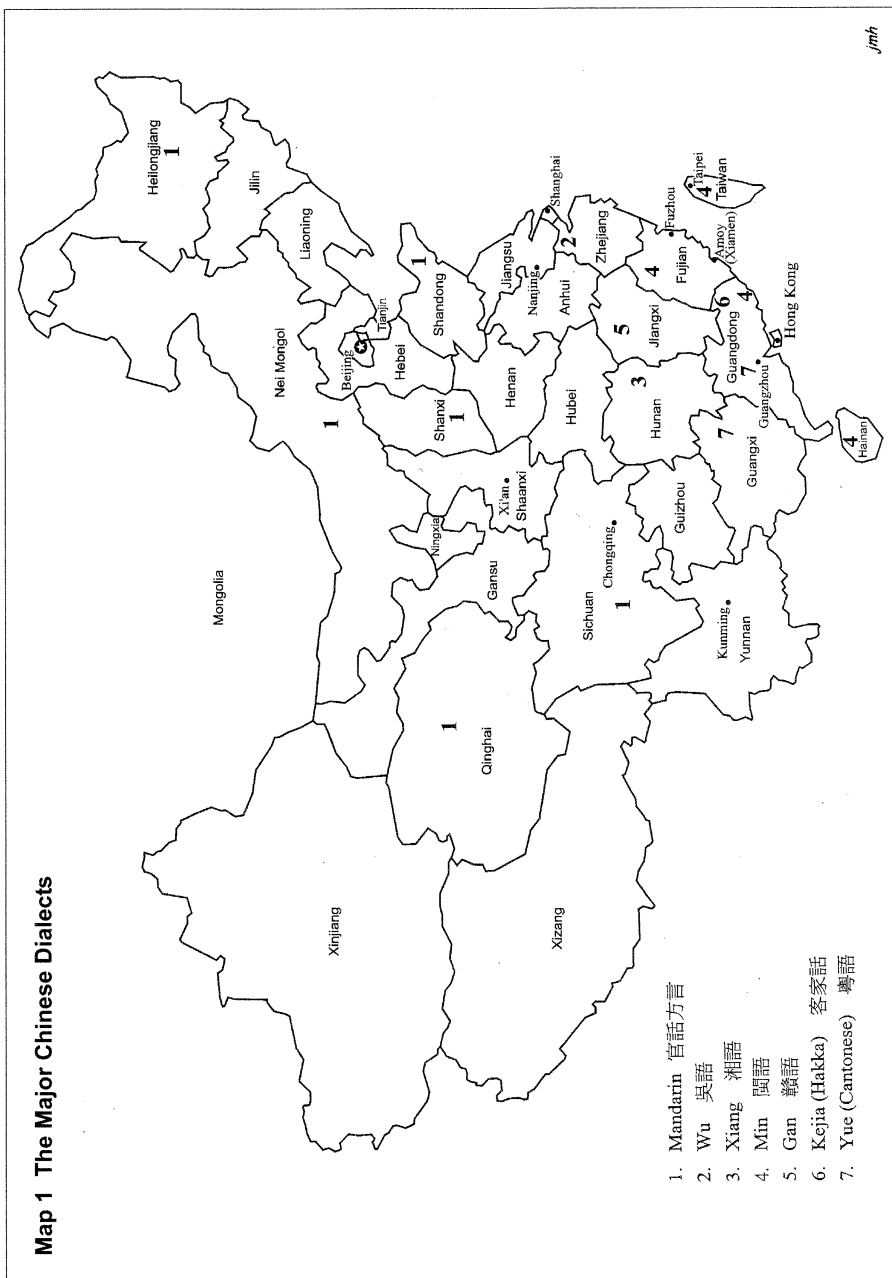 Map 1 The Major Chinese Dialects
Heilongjiang
1
Jilin
Liaoning
Nei Mongol
1
Mongolia
Beijing
Tianjin
Hebei
Shanxi
1
Shandong
1
Ningxia
Gansu
Xi'an
Shaanxi
Henan
Jiangsu
Nanjing
Anhui
Shanghai
2
Zhejiang
Xinjiang
Qinghai
1
Xizang
Sichuan
Chongqing
1
Hubei
Hunan
3
Jiangxi
5
Fujian
4
Fuzhou
Amoy
(Xiamen)
4
Taipei
Taiwan
Guizhou
Kunming
Yunnan
Guangxi
7
Guangdong
6
4
7
Guangzhou
Hong Kong
4
Hainan
1. Mandarin 官話方言
2. Wu 吳語
3. Xiang 湘語
4. Min 閩語
5. Gan 贛語
6. Kejia (Hakka) 客家話
7. Yue (Cantonese) 粵語
jmh